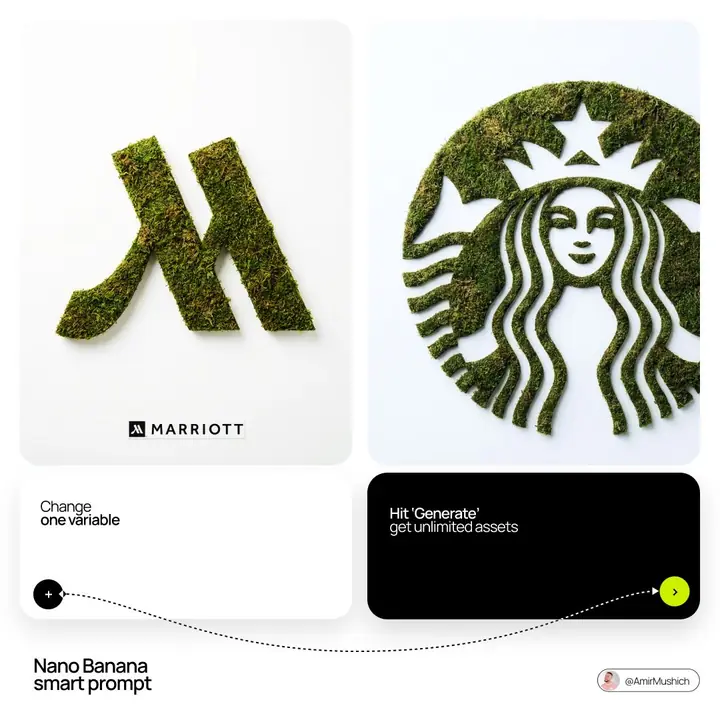 MARRIOTT
Change
one variable
Hit ‘Generate’
get unlimited assets
Nano Banana
smart prompt
@AmirMushich